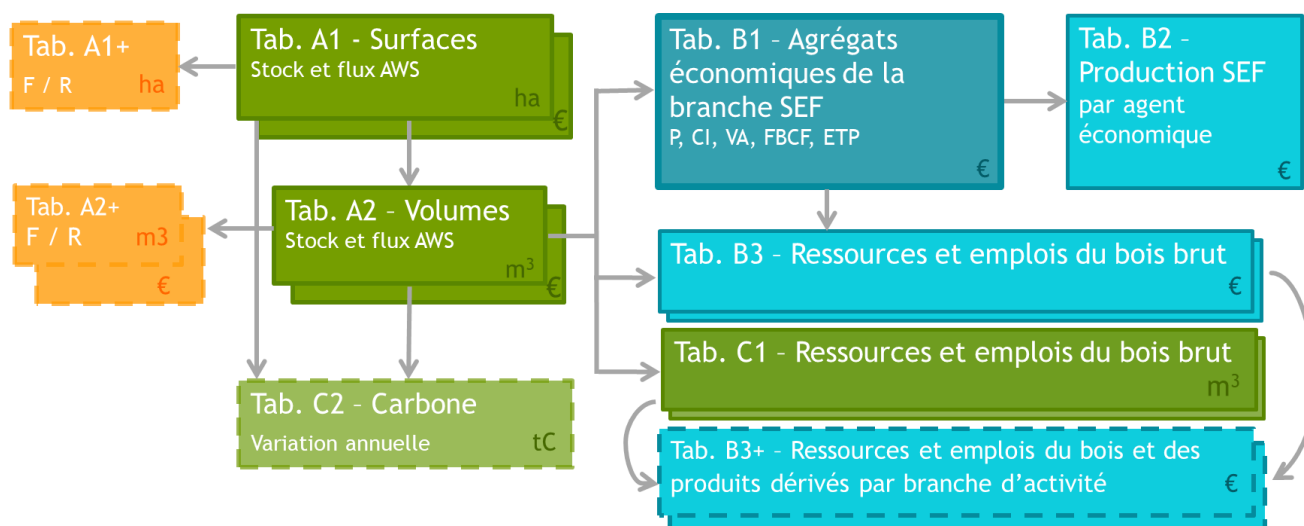 Tab. A1+
F / R
ha
Tab. A1 - Surfaces
Stock et flux AWS
ha
€
Tab. B1 – Agrégats
économiques de la
branche SEF
P, CI, VA, FBCF, ETP
€
Tab. B2 –
Production SEF
par agent
économique
€
Tab. A2+
F / R
m3
€
Tab. A2 – Volumes
Stock et flux AWS
m³
€
Tab. B3 – Ressources et emplois du bois brut
€
Tab. C1 – Ressources et emplois du bois brut
m³
Tab. C2 – Carbone
Variation annuelle
tC
Tab. B3+ – Ressources et emplois du bois et des
produits dérivés par branche d'activité
€